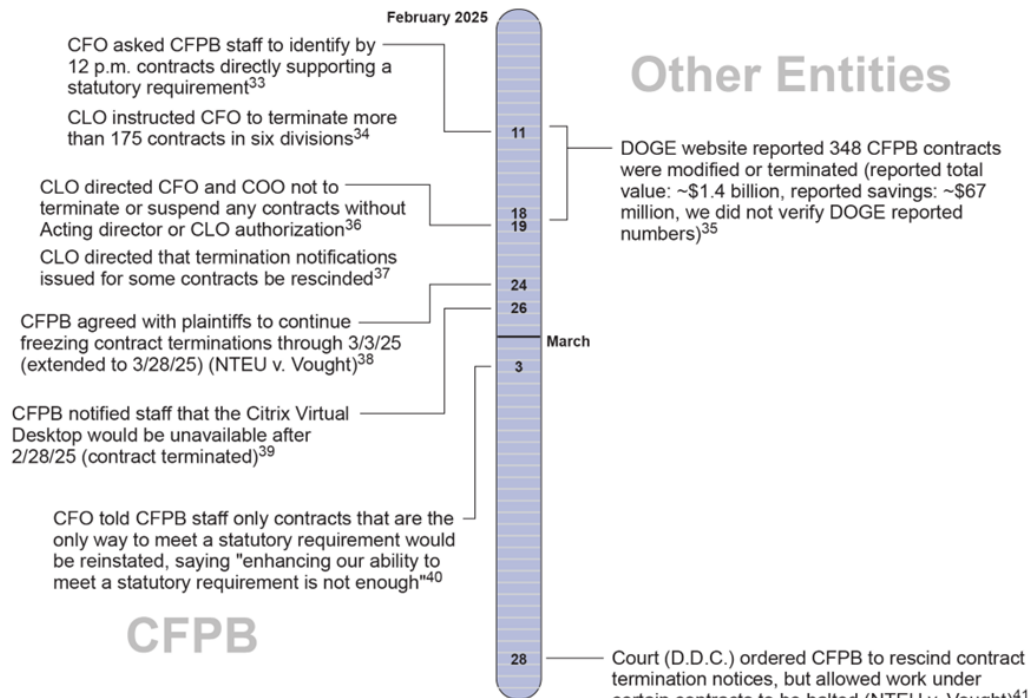 February 2025
CFO asked CFPB staff to identify by
12 p.m. contracts directly supporting a
statutory requirement33
CLO instructed CFO to terminate more
than 175 contracts in six divisions34
Other Entities
11
DOGE website reported 348 CFPB contracts
were modified or terminated (reported total
value: ~$1.4 billion, reported savings: ~$67
million, we did not verify DOGE reported
numbers)35
CLO directed CFO and COO not to
terminate or suspend any contracts without
Acting director or CLO authorization36
CLO directed that termination notifications
issued for some contracts be rescinded37
18
19
24
26
CFPB agreed with plaintiffs to continue
freezing contract terminations through 3/3/25
(extended to 3/28/25) (NTEU v. Vought)38
March
3
CFPB notified staff that the Citrix Virtual
Desktop would be unavailable after
2/28/25 (contract terminated)39
CFO told CFPB staff only contracts that are the
only way to meet a statutory requirement would
be reinstated, saying "enhancing our ability to
meet a statutory requirement is not enough"40
CFPB
28
Court (D.D.C.) ordered CFPB to rescind contract
termination notices, but allowed work under
certain contracts to be halted (NTEU v. Vought)41